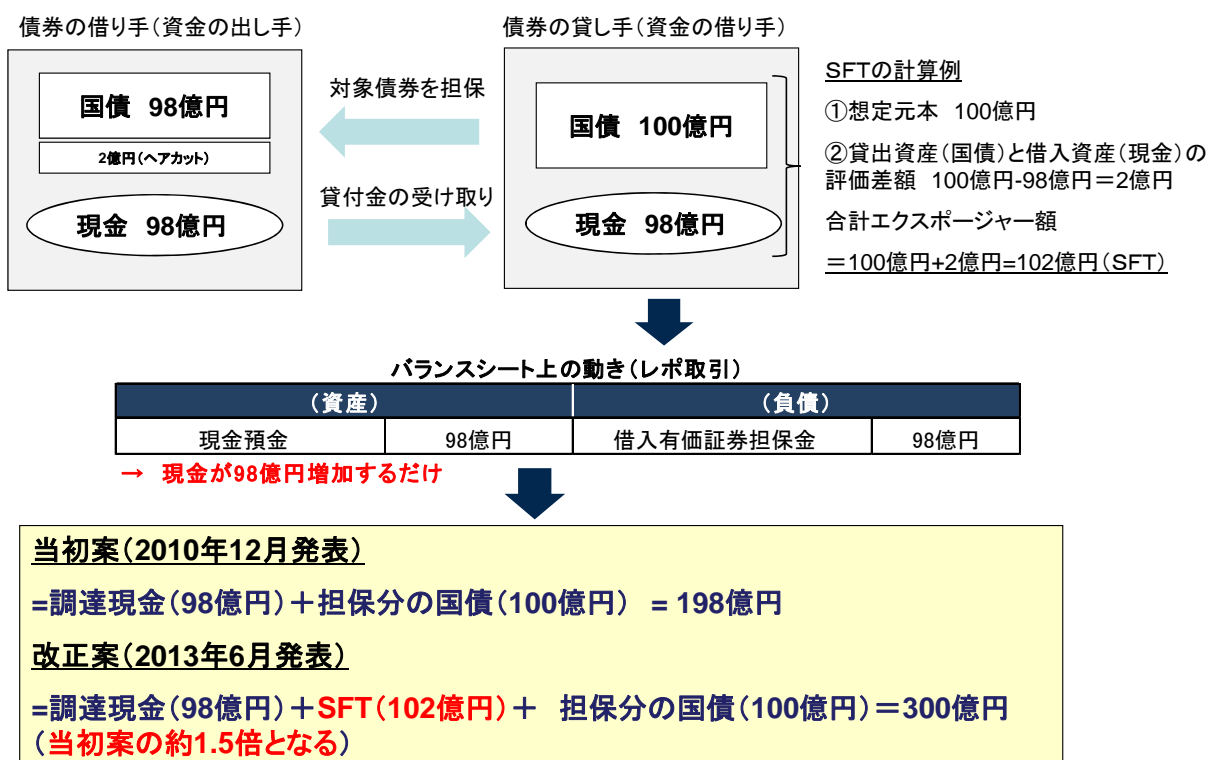 債券の借り手（資金の出し手）
国債 98億円
2億円（ヘアカット）
現金 98億円
対象債券を担保
貸付金の受け取り
債券の貸し手（資金の借り手）
国債 100億円
現金 98億円
SFTの計算例
①想定元本 100億円
②貸出資産（国債）と借入資産（現金）の
評価差額 100億円-98億円＝2億円
合計エクスポージャー額
＝100億円+2億円=102億円（SFT）
バランスシート上の動き（レポ取引）
（資産） （負債）
現金預金 98億円 借入有価証券担保金 98億円
→ 現金が98億円増加するだけ
当初案（2010年12月発表）
=調達現金（98億円）＋担保分の国債（100億円） = 198億円
改正案（2013年6月発表）
=調達現金（98億円）＋SFT（102億円）＋ 担保分の国債（100億円）＝300億円
（当初案の約1.5倍となる）